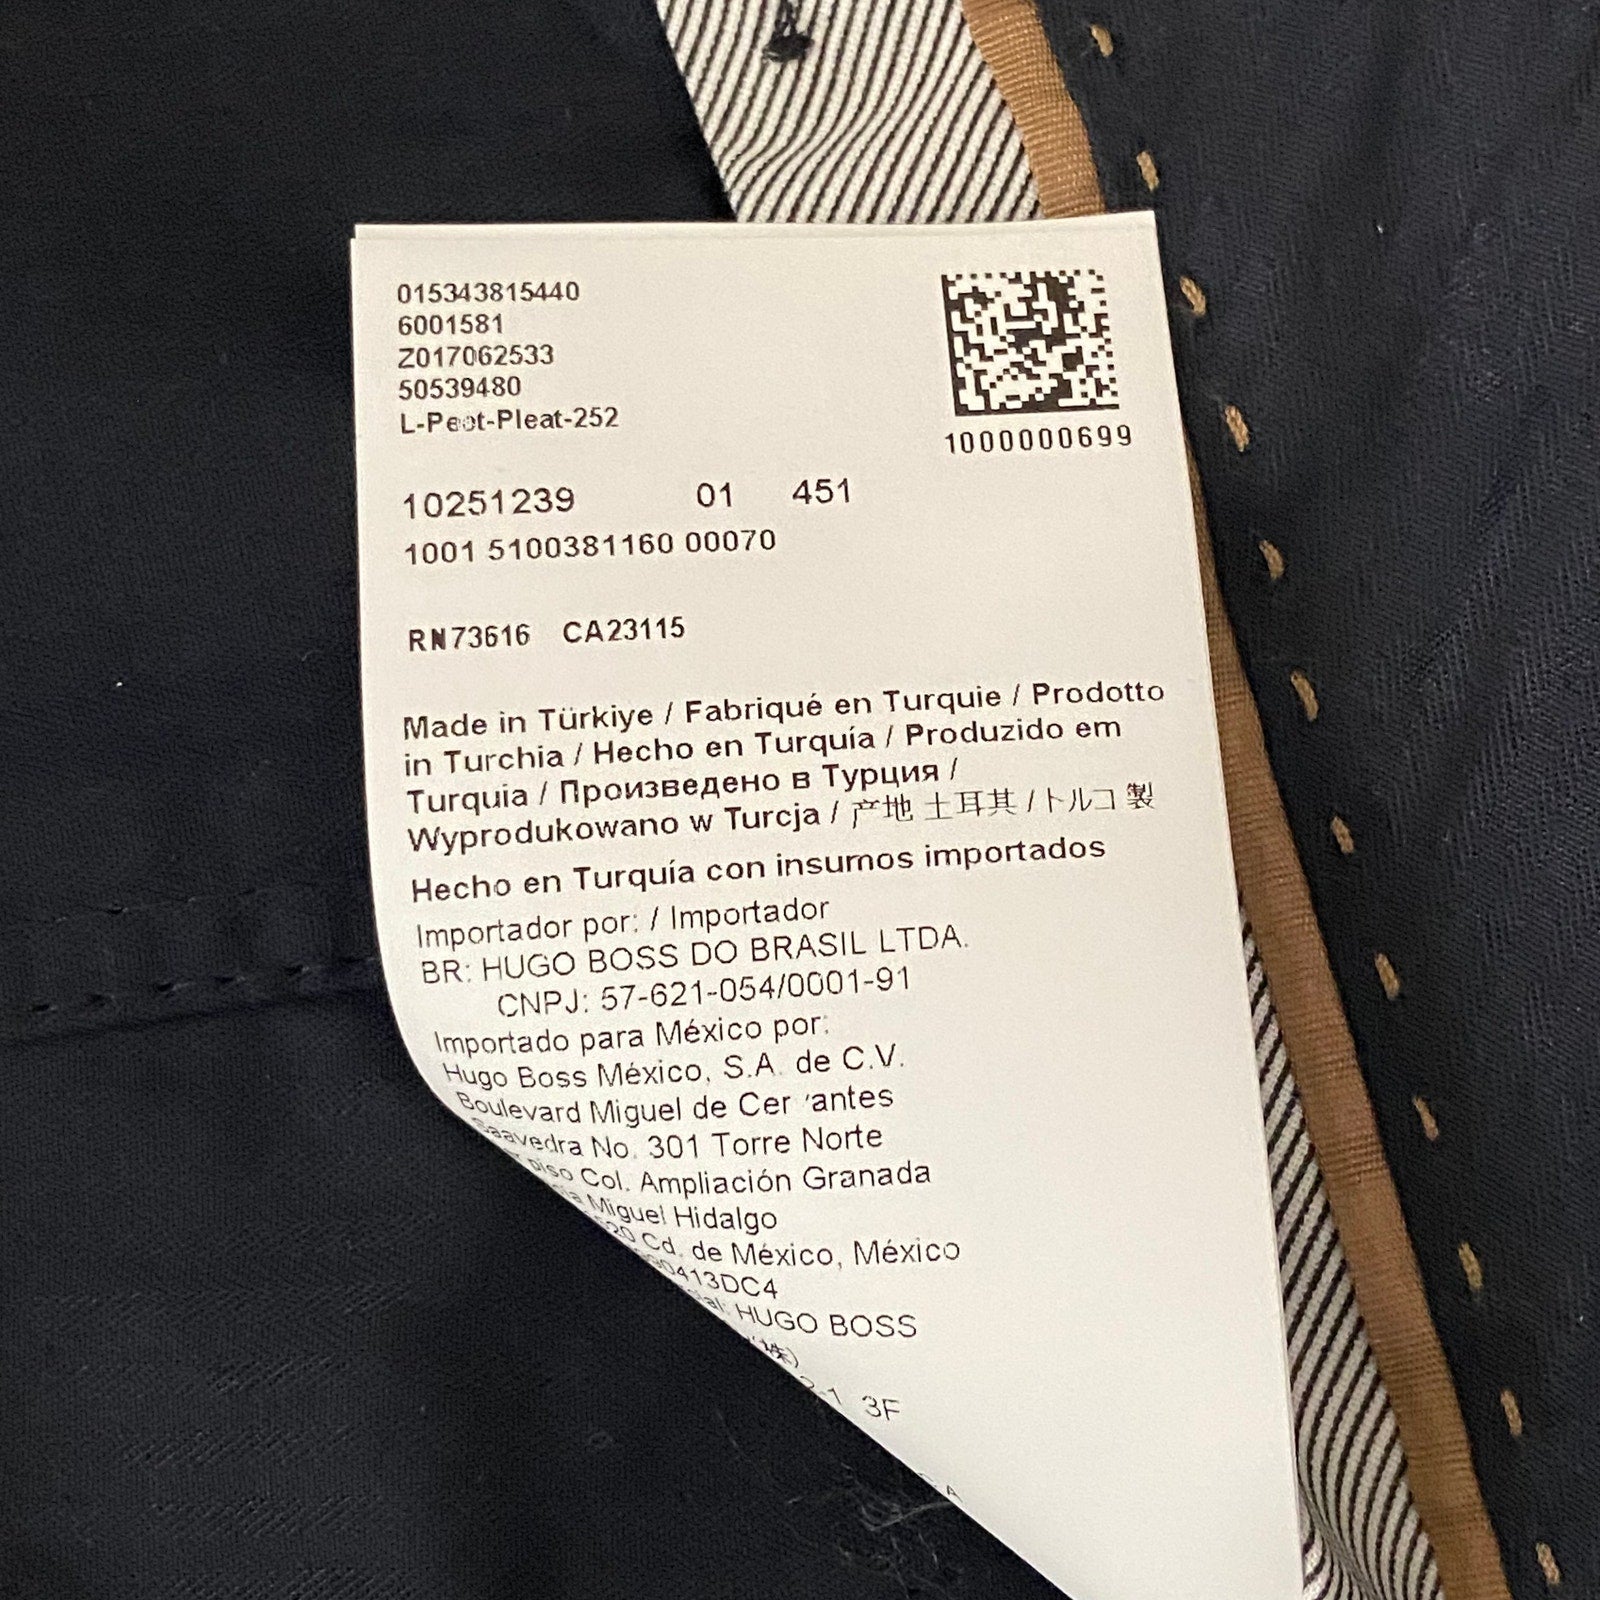 015343815440
6001581
Z017062533
50539480
L-Peet-Pleat-252
1000000699
10251239 01 451
1001 5100381160 00070
RN73616 CA23115
Made in Türkiye / Fabriqué en Turquie / Prodotto
in Turchia / Hecho en Turquía / Produzido em
Turquia / Произведено в Турция /
Wyprodukowano w Turcja / 产地 土耳其 / トルコ 製
Hecho en Turquía con insumos importados
Importador por: / Importador
BR: HUGO BOSS DO BRASIL LTDA.
CNPJ: 57-621-054/0001-91
Importado para México por:
Hugo Boss México, S.A. de C.V.
Boulevard Miguel de Cervantes
Saavedra No. 301 Torre Norte
piso Col. Ampliación Granada
Miguel Hidalgo
Cd. de México, México
HUGO BOSS
3F